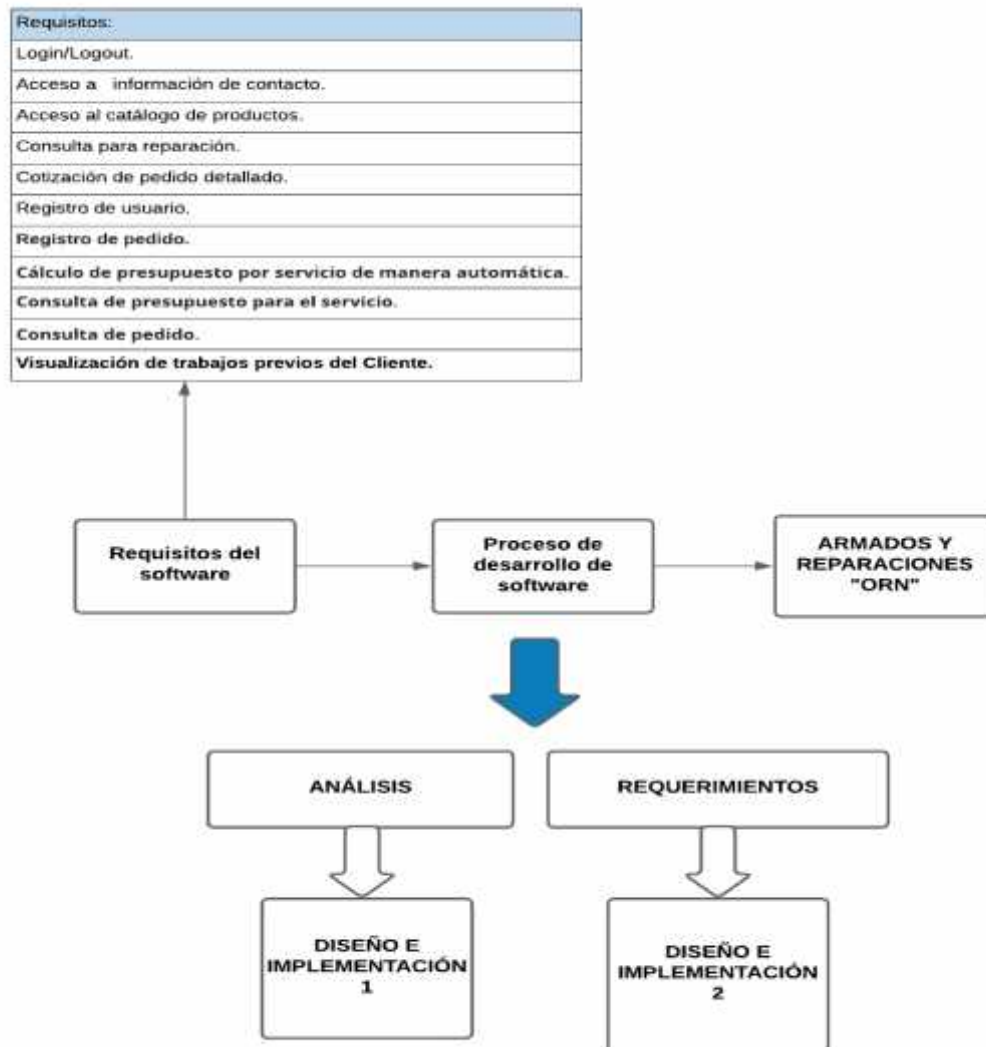 Requisitos:
Login/Logout.
Acceso a información de contacto.
Acceso al catálogo de productos.
Consulta para reparación.
Cotización de pedido detallado.
Registro de usuario.
Registro de pedido.
Cálculo de presupuesto por servicio de manera automática.
Consulta de presupuesto para el servicio.
Consulta de pedido.
Visualización de trabajos previos del Cliente.
Requisitos del
software
Proceso de
desarrollo de
software
ARMADOS Y
REPARACIONES
"ORN"
ANÁLISIS
REQUERIMIENTOS
DISEÑO E
IMPLEMENTACIÓN
1
DISEÑO E
IMPLEMENTACIÓN
2